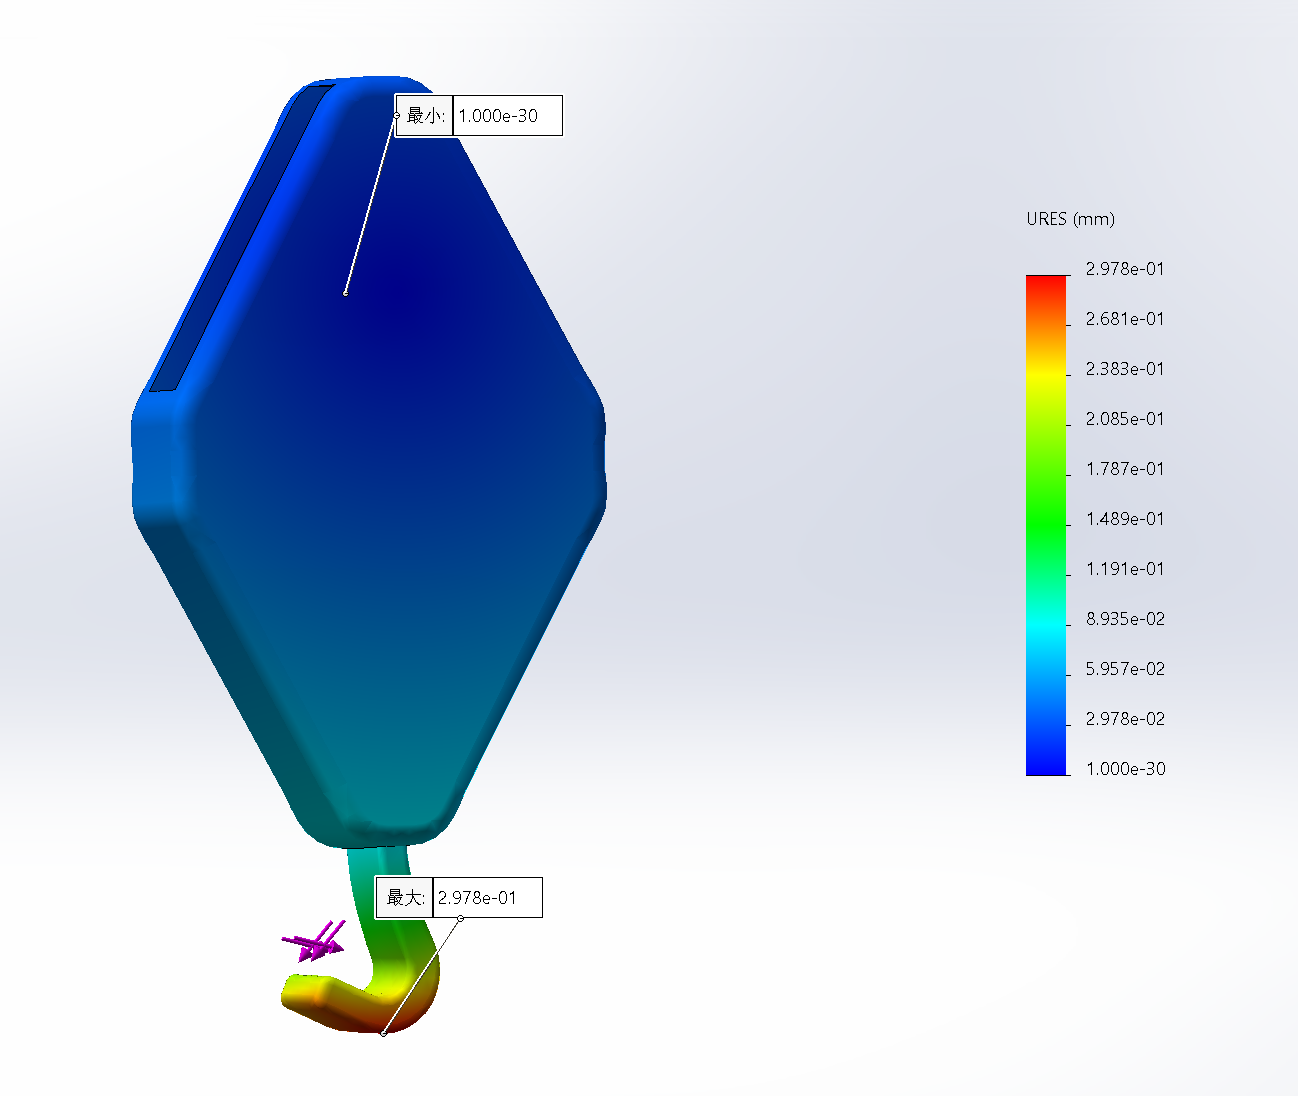 最小: 1.000e-30
URES (mm)
2.978e-01
2.681e-01
2.383e-01
2.085e-01
1.787e-01
1.489e-01
1.191e-01
8.935e-02
5.957e-02
2.978e-02
1.000e-30
最大: 2.978e-01